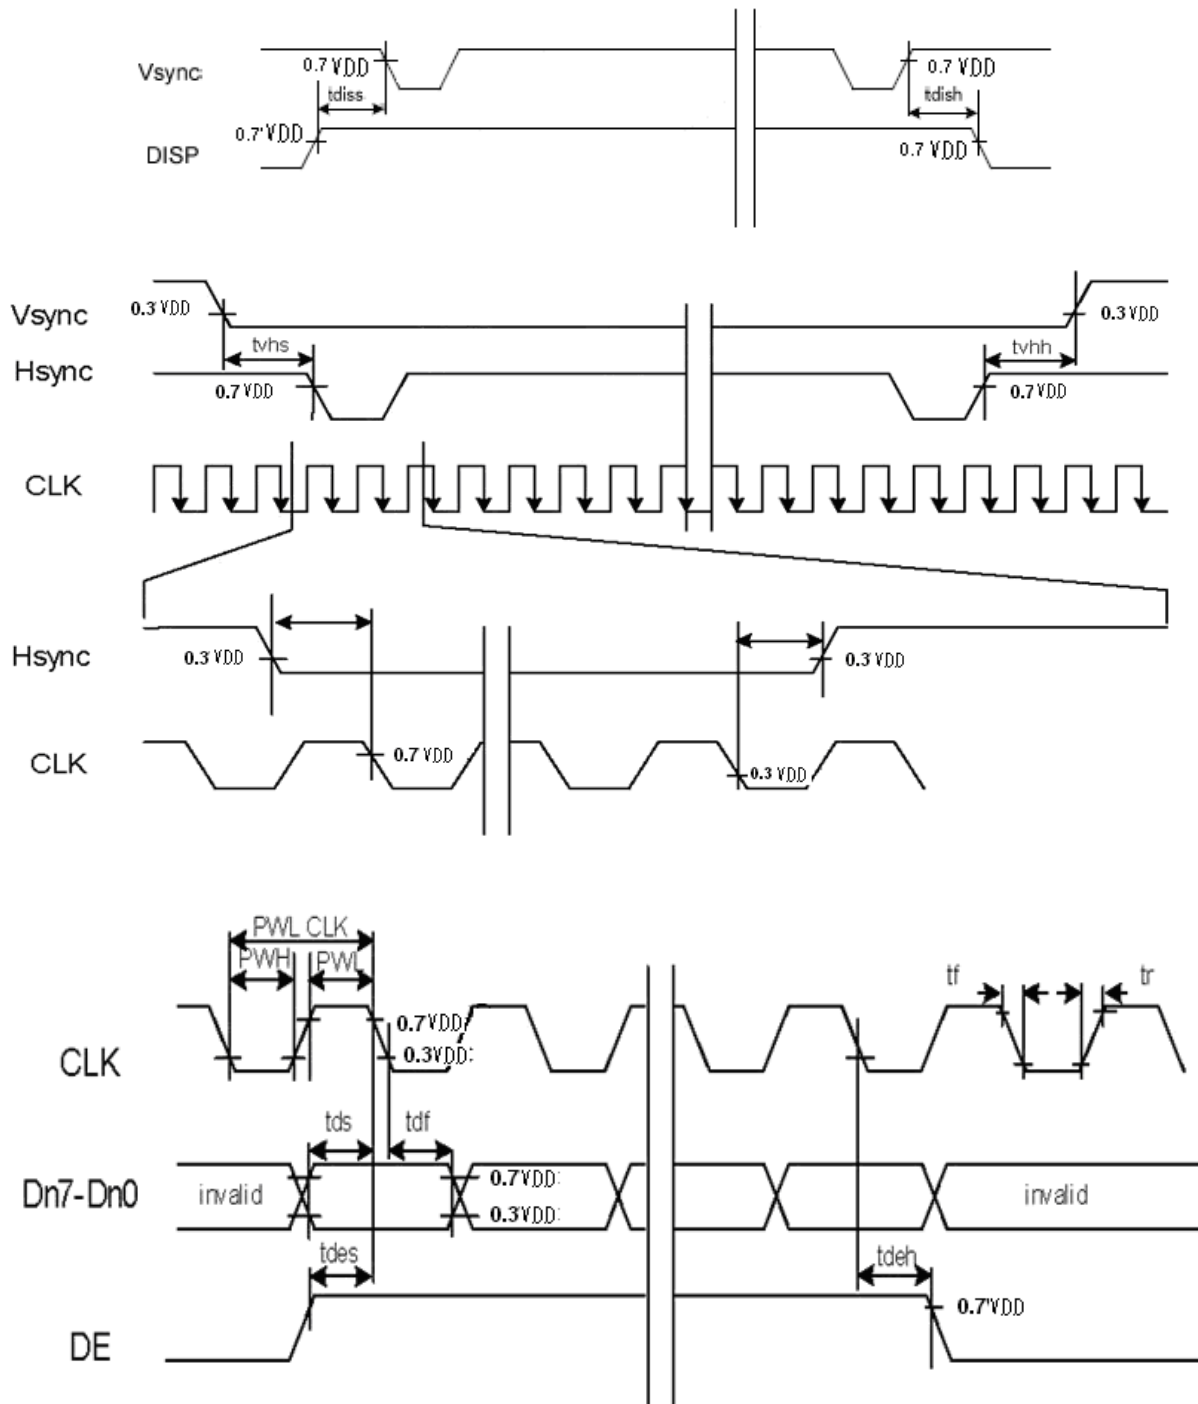 Vsync
0.7 VDD
0.7 VDD
tdiss
tdish
0.7'VDD
DISP
0.7 VDD
Vsync
0.3 VDD
0.3 VDD
tvhs
tvhh
Hsync
0.7 VDD
0.7 VDD
CLK
Hsync
0.3 VDD
0.3 VDD
CLK
0.7 VDD
0.3 VDD
PWL CLK
PWH
PWL
tf
tr
CLK
0.7VDD:
0.3VDD:
tds
tdf
Dn7-Dn0
invalid
0.7VDD:
0.3VDD:
invalid
tdes
tdeh
0.7'VDD
DE